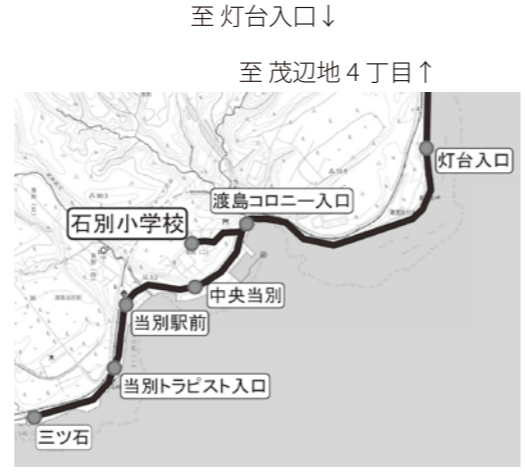 至 灯台入口↓
至 茂辺地4丁目↑
灯台入口
渡島コロニー入口
石別小学校
中央当別
当別駅前
当別トラピスト入口
三ツ石